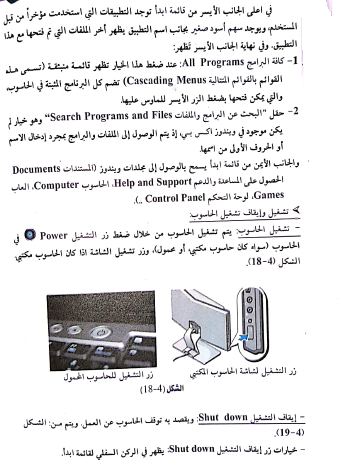 في اعلى الجانب الأيسر من قائمة ابدأ توجد التطبيقات التي استخدمت مؤخراً من قبل
المستخدم، ويوجد سهم أسود صغير بجانب اسم التطبيق يظهر أخر الملفات التي تم فتحها مع هذا
التطبيق. وفي نهاية الجانب الأيسر تظهر:
1- كافة البرامج All Programs: عند ضغط هذا الخيار تظهر قائمة منبثقة (تسمى هذه
القوائم بالقوائم المتتالية Cascading Menus) تضم كل البرامج المثبتة في الحاسوب،
والتي يمكن فتحها بضغط الزر الأيسر للماوس عليها.
2- حقل "البحث عن البرامج والملفات Search Programs and Files" وهو خيار لم
يكن موجود في ويندوز اكس بي إذ يتم الوصول إلى الملفات والبرامج بمجرد إدخال الاسم
أو الحروف الأولى من اسمها.
والجانب الأيمن من قائمة ابدأ يسمح بالوصول إلى مجلدات ويندوز (المستندات Documents
الحصول على المساعدة والدعم Help and Support، الحاسوب Computer، العاب
Games، لوحة التحكم Control Panel ..).
تشغيل وإيقاف تشغيل الحاسوب:
– تشغيل الحاسوب: يتم تشغيل الحاسوب من خلال ضغط زر التشغيل Power في
الحاسوب (سواء كان حاسوب مكتبي، أو محمول)، وزر تشغيل الشاشة اذا كان الحاسوب مكتبي،
الشكل (4-18).
زر التشغيل لشاشة الحاسوب المكتبي
زر التشغيل للحاسوب المحمول
الشكل (4-18)
– إيقاف التشغيل Shut down: ويقصد به توقف الحاسوب عن العمل. ويتم من: الشكل
(4-19).
- خيارات زر إيقاف التشغيل Shut down: يظهر في الركن السفلي لقائمة ابدأ.